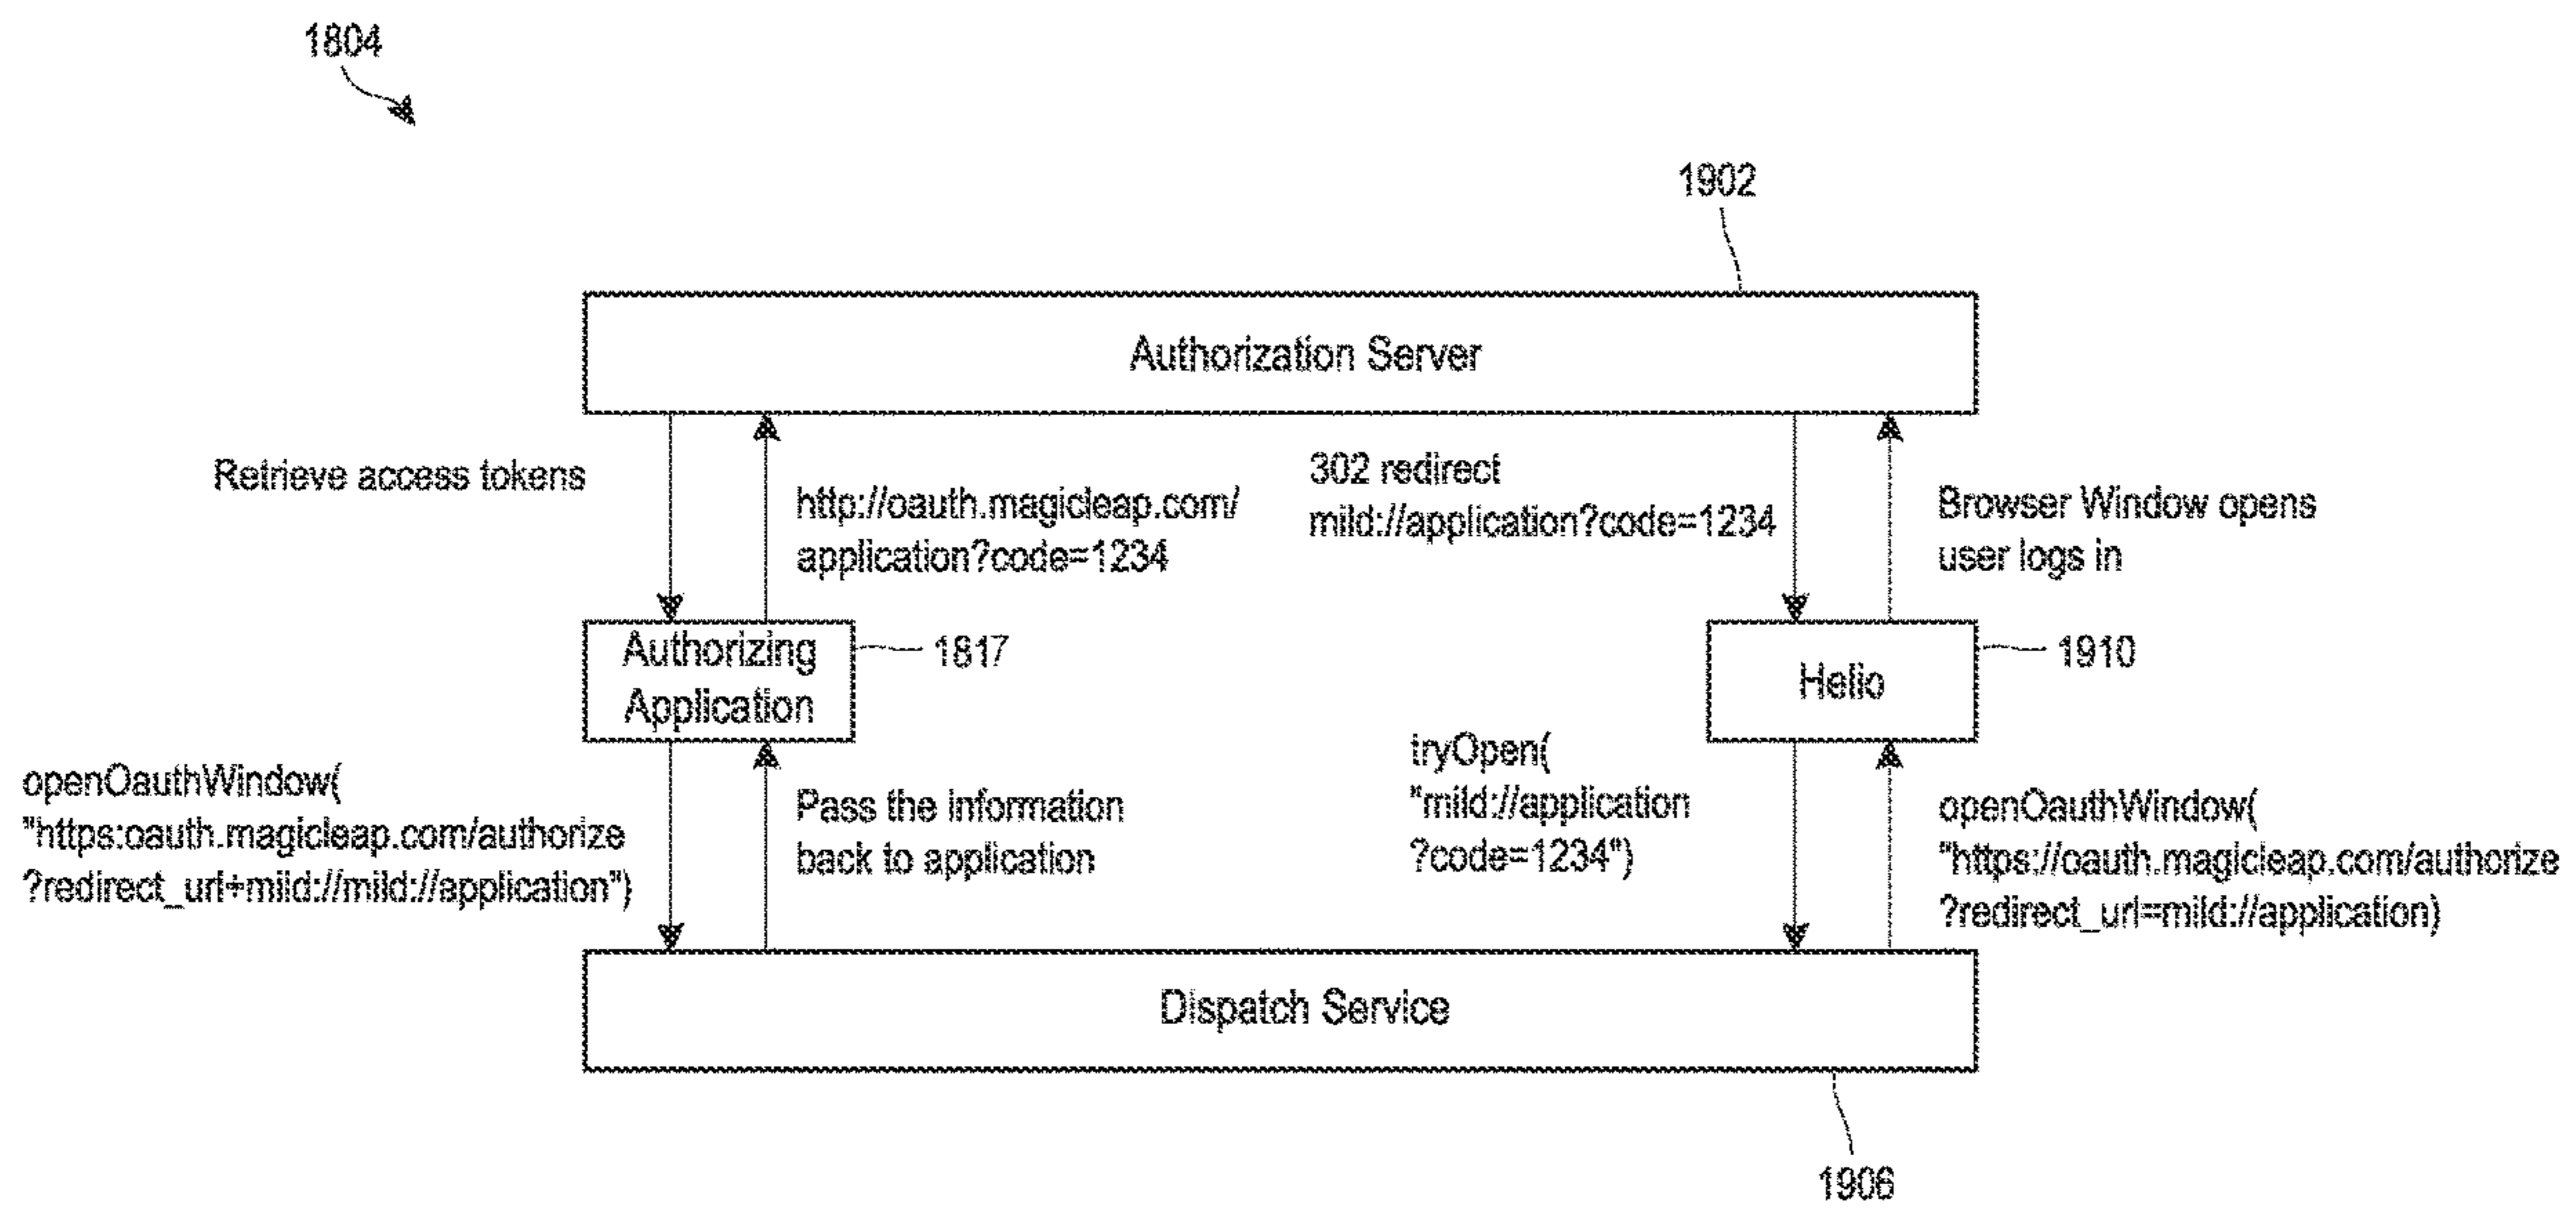 1804
1902
Authorization Server
Retrieve access tokens
http://oauth.magicleap.com/
application?code=1234
302 redirect
mild://application?code=1234
Browser Window opens
user logs in
Authorizing
Application
1817
Helio
1910
openOauthWindow(
"https:oauth.magicleap.com/authorize
?redirect_url+mild://mild://application")
Pass the information
back to application
tryOpen(
"mild://application
?code=1234")
openOauthWindow(
"https://oauth.magicleap.com/authorize
?redirect_url=mild://application)
Dispatch Service
1906